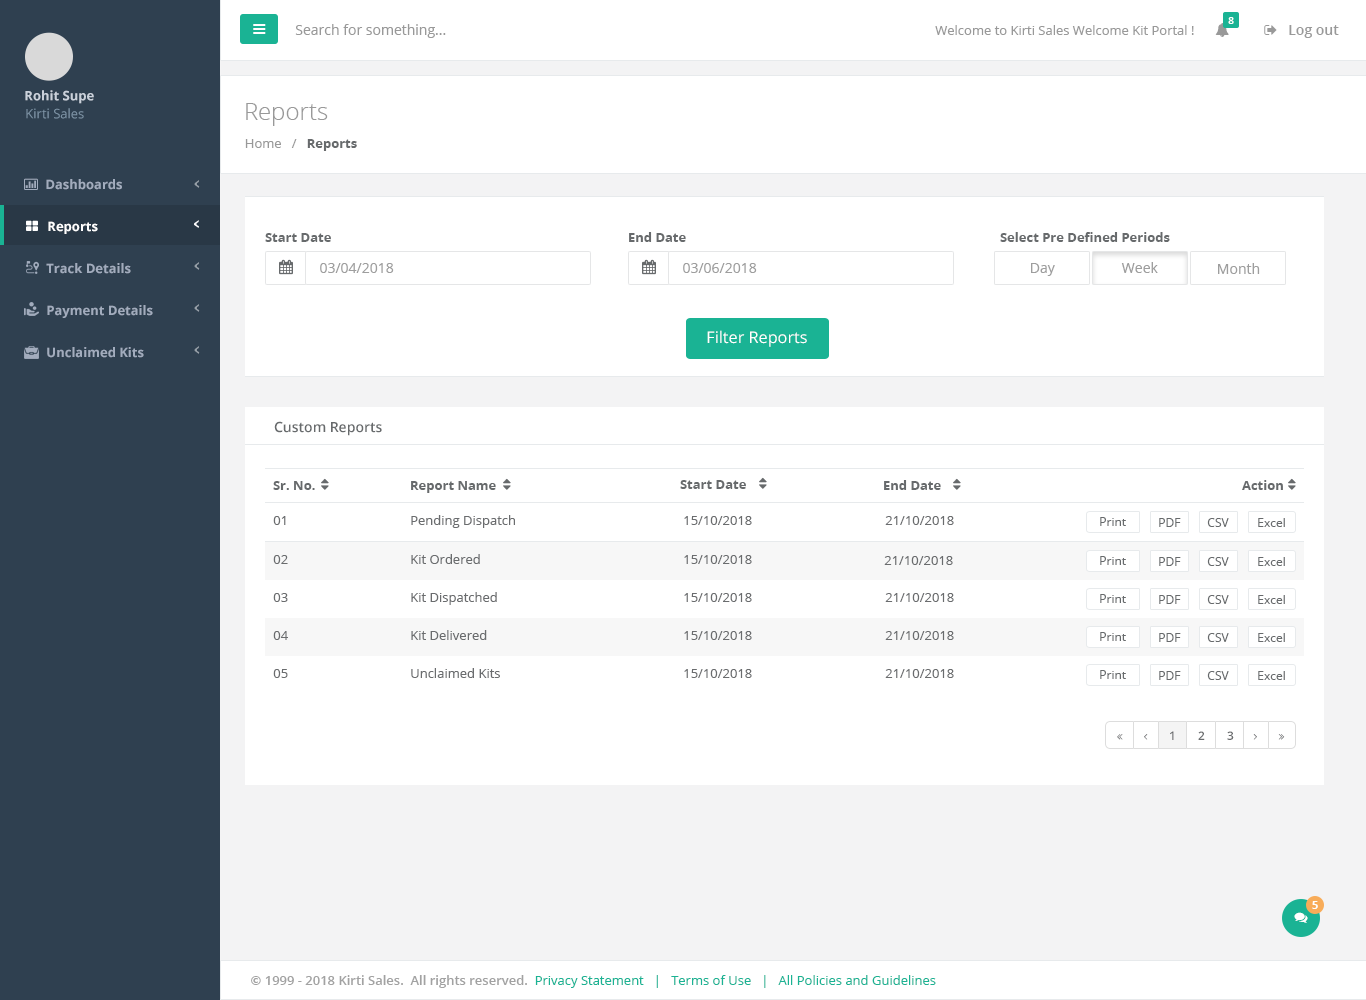 Search for something...
Welcome to Kirti Sales Welcome Kit Portal !
8
Log out
Rohit Supe
Kirti Sales
Dashboards
Reports
Track Details
Payment Details
Unclaimed Kits
Reports
Home / Reports
Start Date End Date Select Pre Defined Periods
03/04/2018 03/06/2018 Day Week Month
Filter Reports
Custom Reports
Sr. No. Report Name Start Date End Date Action
01 Pending Dispatch 15/10/2018 21/10/2018 Print PDF CSV Excel
02 Kit Ordered 15/10/2018 21/10/2018 Print PDF CSV Excel
03 Kit Dispatched 15/10/2018 21/10/2018 Print PDF CSV Excel
04 Kit Delivered 15/10/2018 21/10/2018 Print PDF CSV Excel
05 Unclaimed Kits 15/10/2018 21/10/2018 Print PDF CSV Excel
« ‹ 1 2 3 › »
5
© 1999 - 2018 Kirti Sales. All rights reserved. Privacy Statement | Terms of Use | All Policies and Guidelines